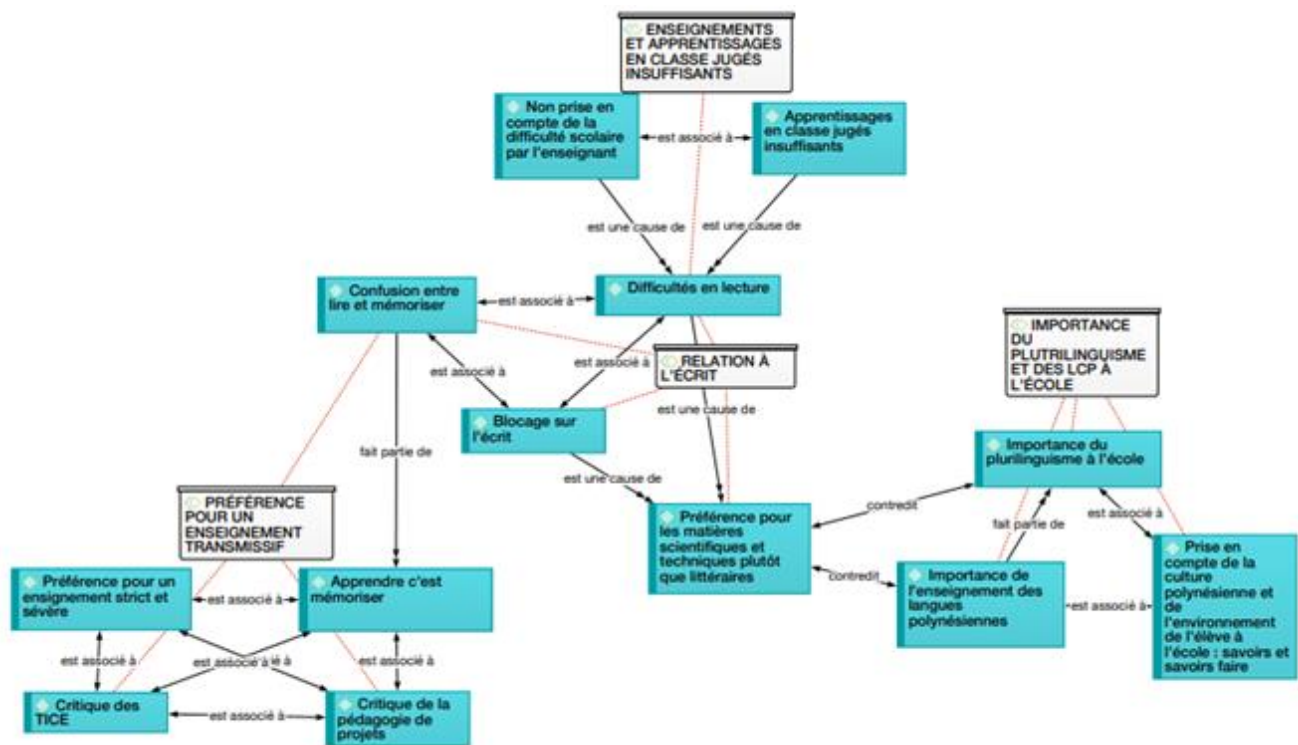 ENSEIGNEMENTS
ET APPRENTISSAGES
EN CLASSE JUGÉS
INSUFFISANTS
Non prise en
compte de la
difficulté scolaire
par l'enseignant
est associé à
Apprentissages
en classe jugés
insuffisants
est une cause de
est une cause de
Confusion entre
lire et mémoriser
est associé à
Difficultés en lecture
IMPORTANCE
DU
PLUTRILINGUISME
ET DES LCP À
L'ÉCOLE
est associé à
est associé à
RELATION À
L'ÉCRIT
est une cause de
Blocage sur
l'écrit
Importance du
plurilinguisme à l'école
fait partie de
est une cause de
PRÉFÉRENCE
POUR UN
ENSEIGNEMENT
TRANSMISSIF
Préférence pour
les matières
scientifiques et
techniques plutôt
que littéraires
contredit
fait partie de
est associé à
contredit
Préférence pour un
ensignement strict et
sévère
est associé à
Apprendre c'est
mémoriser
Importance de
l'enseignement des
langues
polynésiennes
est associé à
Prise en
compte de la
culture
polynésienne et
de
l'environnement
de l'élève à
l'école : savoirs et
savoirs faire
est associé à
est associé à
est associé à
Critique des
TICE
est associé à
Critique de la
pédagogie de
projets